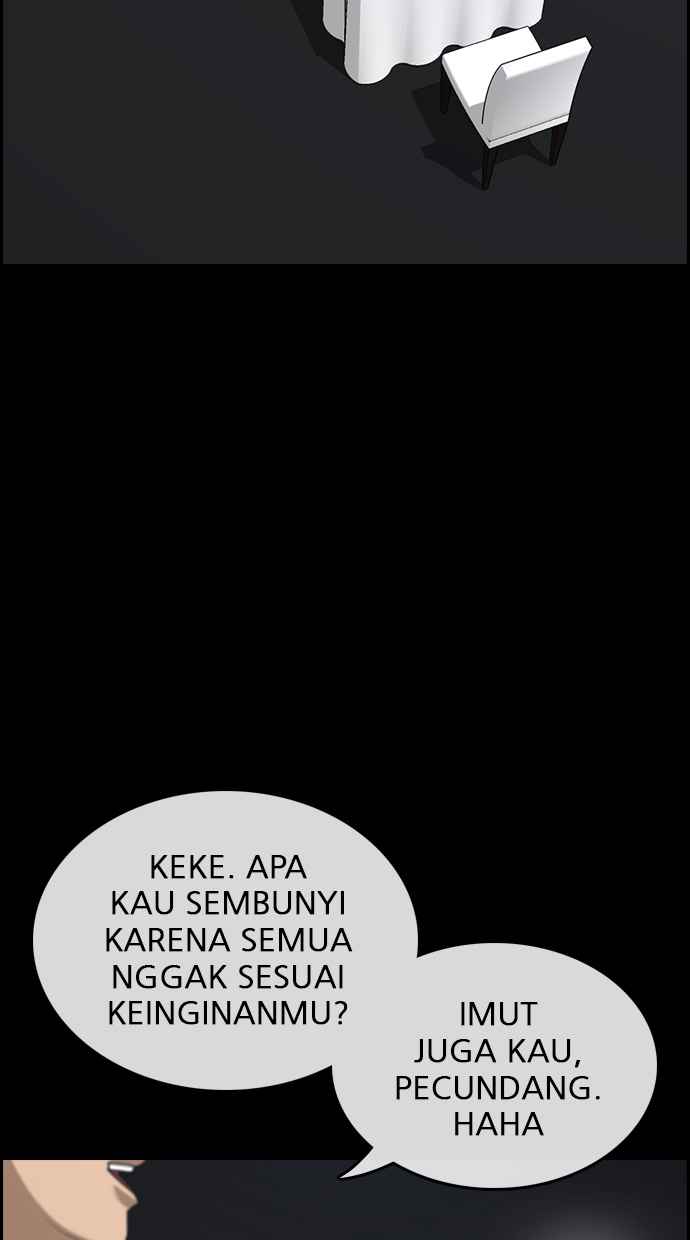 KEKE. APA
KAU SEMBUNYI
KARENA SEMUA
NGGAK SESUAI
KEINGINANMU?
IMUT
JUGA KAU,
PECUNDANG.
HAHA